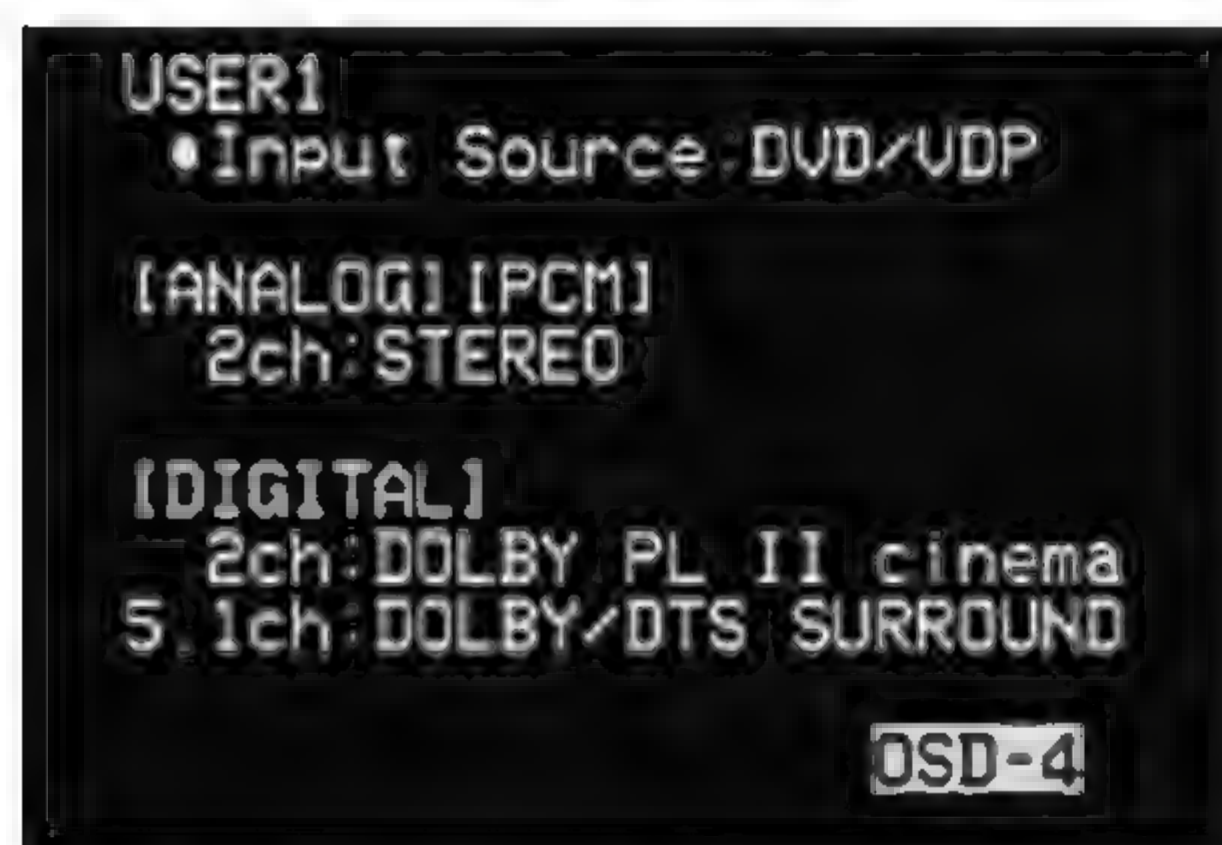 USER1
•Input Source:DVD/VDP
[ANALOG][PCM]
2ch:STEREO
[DIGITAL]
2ch:DOLBY PL II cinema
5.1ch:DOLBY/DTS SURROUND
OSD-4